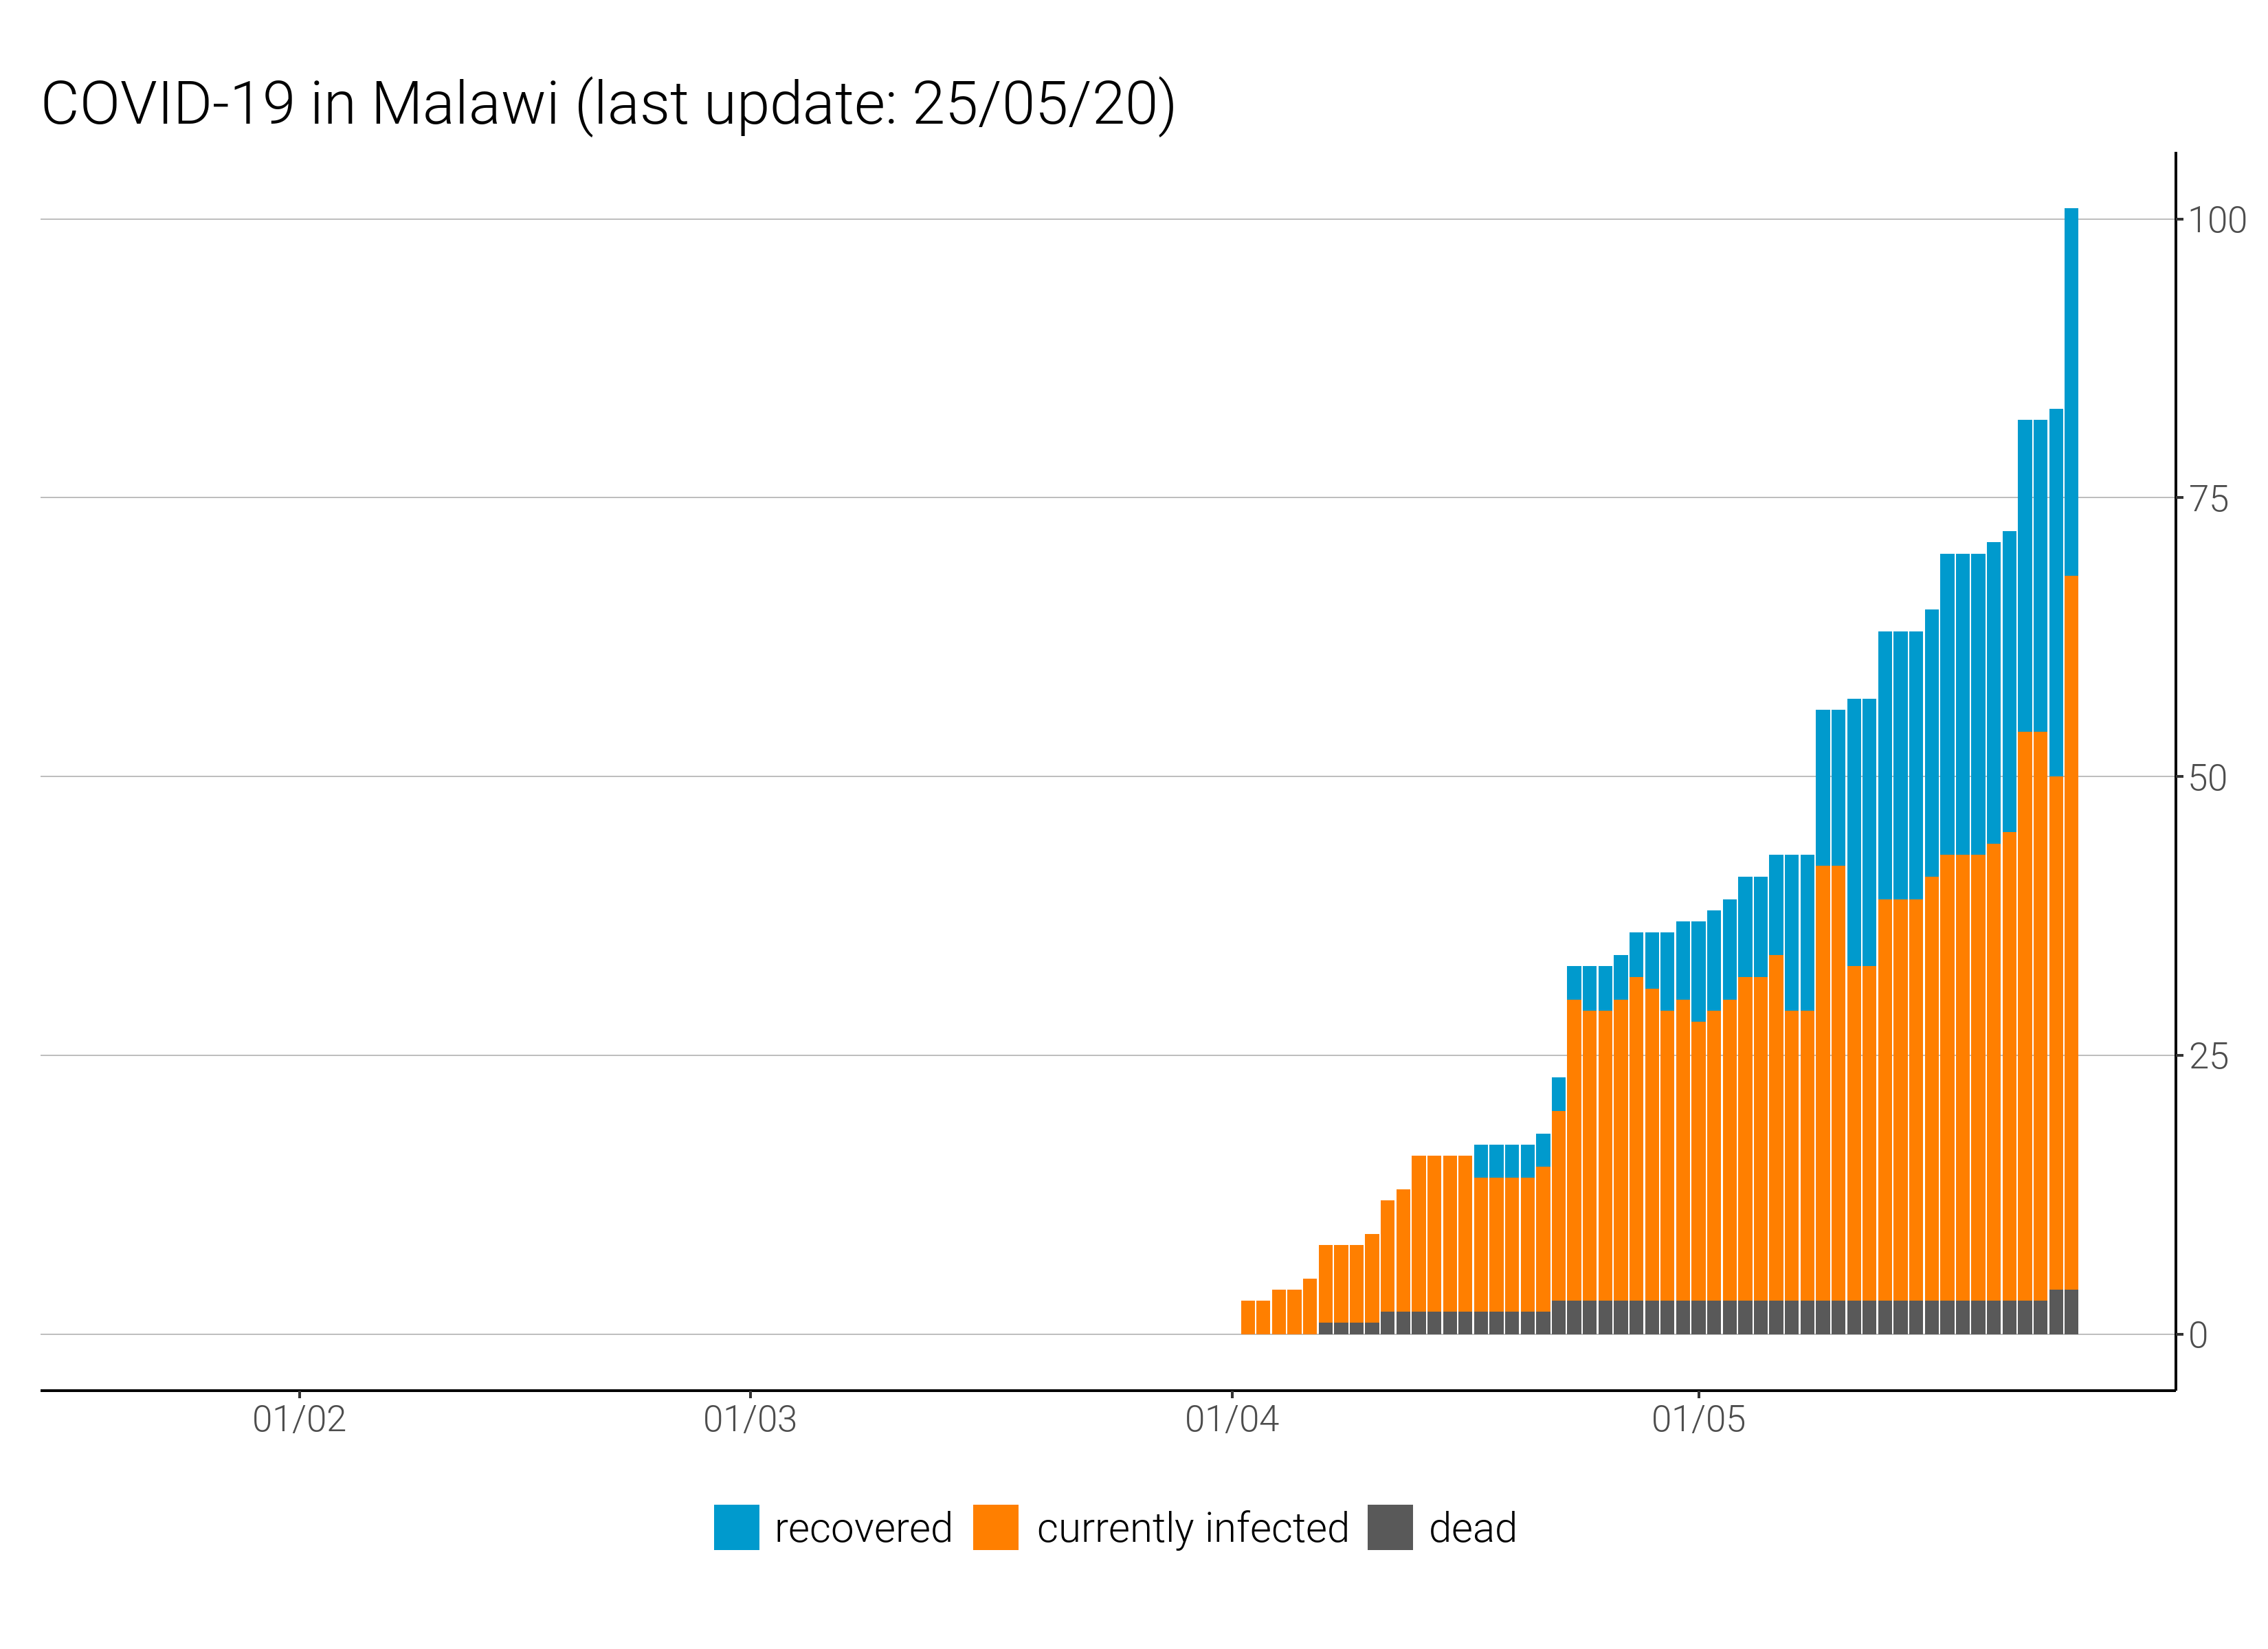 COVID-19 in Malawi (last update: 25/05/20)
100
75
50
25
0
01/02 01/03 01/04 01/05
recovered currently infected dead